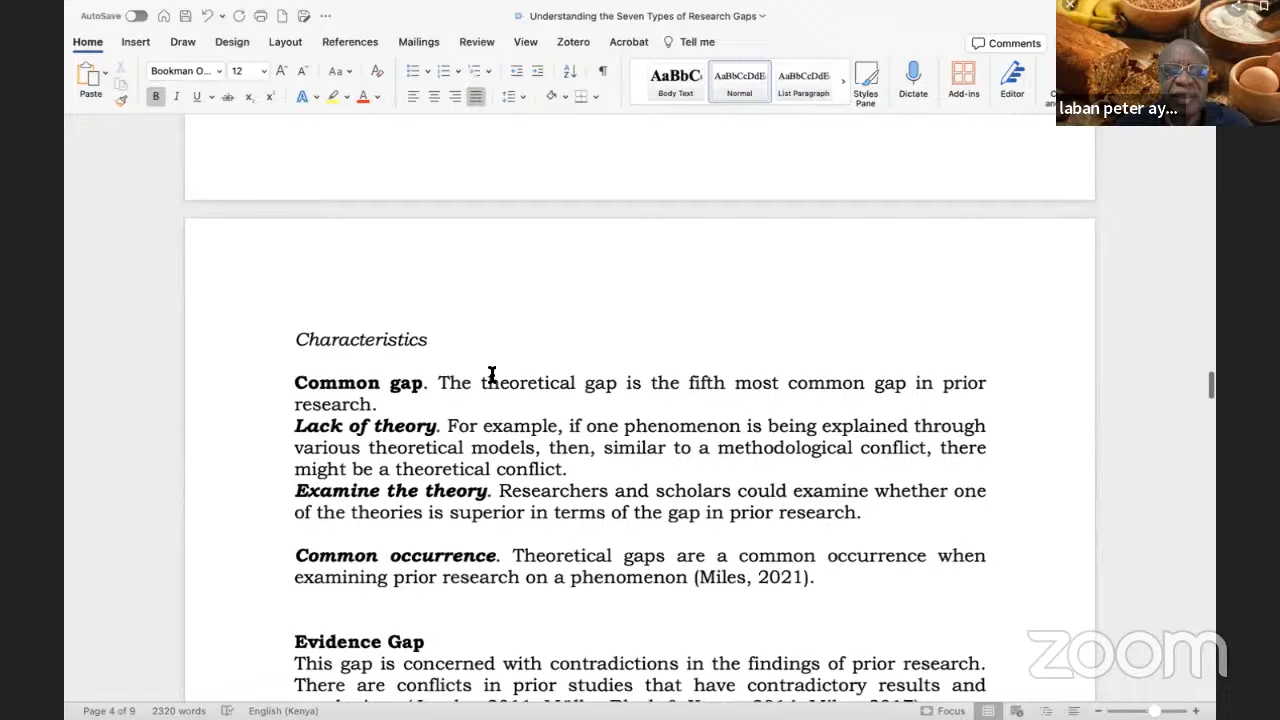 AutoSave
Understanding the Seven Types of Research Gaps
Home Insert Draw Design Layout References Mailings Review View Zotero Acrobat Tell me
Comments
Paste
Bookman O... 12
AaBbC AaBbCcDdE AaBbCcDdE
Body Text Normal List Paragraph
Styles Pane
Dictate
Add-ins
Editor
laban peter ay...
Characteristics
Common gap. The theoretical gap is the fifth most common gap in prior
research.
Lack of theory. For example, if one phenomenon is being explained through
various theoretical models, then, similar to a methodological conflict, there
might be a theoretical conflict.
Examine the theory. Researchers and scholars could examine whether one
of the theories is superior in terms of the gap in prior research.
Common occurrence. Theoretical gaps are a common occurrence when
examining prior research on a phenomenon (Miles, 2021).
Evidence Gap
This gap is concerned with contradictions in the findings of prior research.
There are conflicts in prior studies that have contradictory results and
zoom
Page 4 of 9 2320 words English (Kenya) Focus